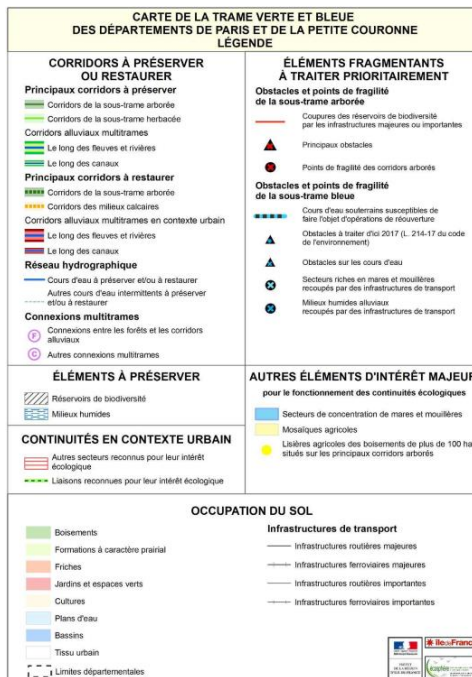 CARTE DE LA TRAME VERTE ET BLEUE
DES DÉPARTEMENTS DE PARIS ET DE LA PETITE COURONNE
LÉGENDE
CORRIDORS À PRÉSERVER
OU RESTAURER
Principaux corridors à préserver
Corridors de la sous-trame arborée
Corridors de la sous-trame herbacée
Corridors alluviaux multitrames
Le long des fleuves et rivières
Le long des canaux
Principaux corridors à restaurer
Corridors de la sous-trame arborée
Corridors des milieux calcaires
Corridors alluviaux multitrames en contexte urbain
Le long des fleuves et rivières
Le long des canaux
Réseau hydrographique
Cours d'eau à préserver et/ou à restaurer
Autres cours d'eau intermittents à préserver
et/ou à restaurer
Connexions multitrames
F Connexions entre les forêts et les corridors
alluviaux
C Autres connexions multitrames
ÉLÉMENTS FRAGMENTANTS
À TRAITER PRIORITAIREMENT
Obstacles et points de fragilité
de la sous-trame arborée
Coupures des réservoirs de biodiversité
par les infrastructures majeures ou importantes
Principaux obstacles
Points de fragilité des corridors arborés
Obstacles et points de fragilité
de la sous-trame bleue
Cours d'eau souterrains susceptibles de
faire l'objet d'opérations de réouverture
Obstacles à traiter d'ici 2017 (L. 214-17 du code
de l'environnement)
Obstacles sur les cours d'eau
Secteurs riches en mares et mouillères
recoupés par des infrastructures de transport
Milieux humides alluviaux
recoupés par des infrastructures de transport
ÉLÉMENTS À PRÉSERVER
Réservoirs de biodiversité
Milieux humides
CONTINUITÉS EN CONTEXTE URBAIN
Autres secteurs reconnus pour leur intérêt
écologique
Liaisons reconnues pour leur intérêt écologique
AUTRES ÉLÉMENTS D'INTÉRÊT MAJEUR
pour le fonctionnement des continuités écologiques
Secteurs de concentration de mares et mouillères
Mosaïques agricoles
Lisières agricoles des boisements de plus de 100 ha
situés sur les principaux corridors arborés
OCCUPATION DU SOL
Boisements
Formations à caractère prairial
Friches
Jardins et espaces verts
Cultures
Plans d'eau
Bassins
Tissu urbain
Limites départementales
Infrastructures de transport
Infrastructures routières majeures
Infrastructures ferroviaires majeures
Infrastructures routières importantes
Infrastructures ferroviaires importantes
îledeFrance